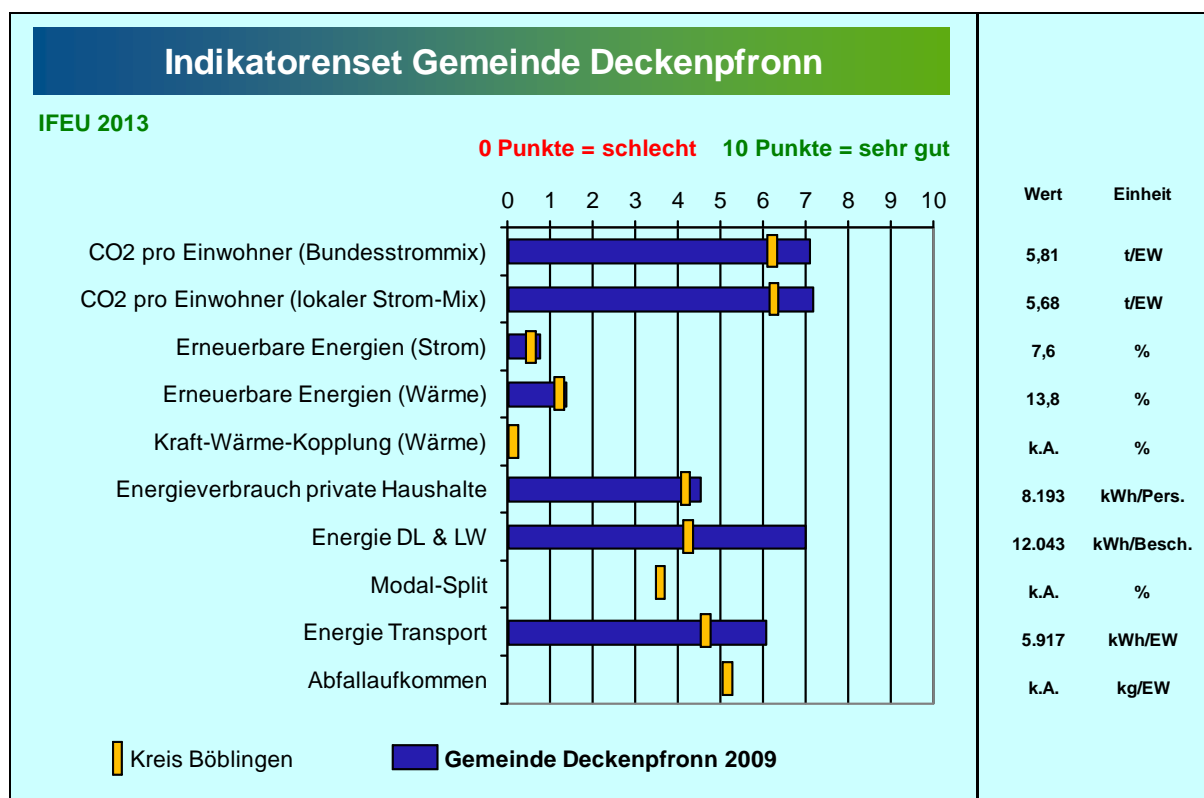 Indikatorenset Gemeinde Deckenpfronn
IFEU 2013
0 Punkte = schlecht 10 Punkte = sehr gut
0 1 2 3 4 5 6 7 8 9 10
Wert Einheit
CO2 pro Einwohner (Bundesstrommix) 5,81 t/EW
CO2 pro Einwohner (lokaler Strom-Mix) 5,68 t/EW
Erneuerbare Energien (Strom) 7,6 %
Erneuerbare Energien (Wärme) 13,8 %
Kraft-Wärme-Kopplung (Wärme) k.A. %
Energieverbrauch private Haushalte 8.193 kWh/Pers.
Energie DL & LW 12.043 kWh/Besch.
Modal-Split k.A. %
Energie Transport 5.917 kWh/EW
Abfallaufkommen k.A. kg/EW
Kreis Böblingen Gemeinde Deckenpfronn 2009